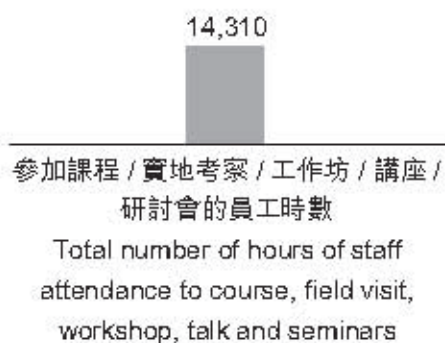 14,310
參加課程 / 實地考察 / 工作坊 / 講座 /
研討會的員工時數
Total number of hours of staff
attendance to course, field visit,
workshop, talk and seminars